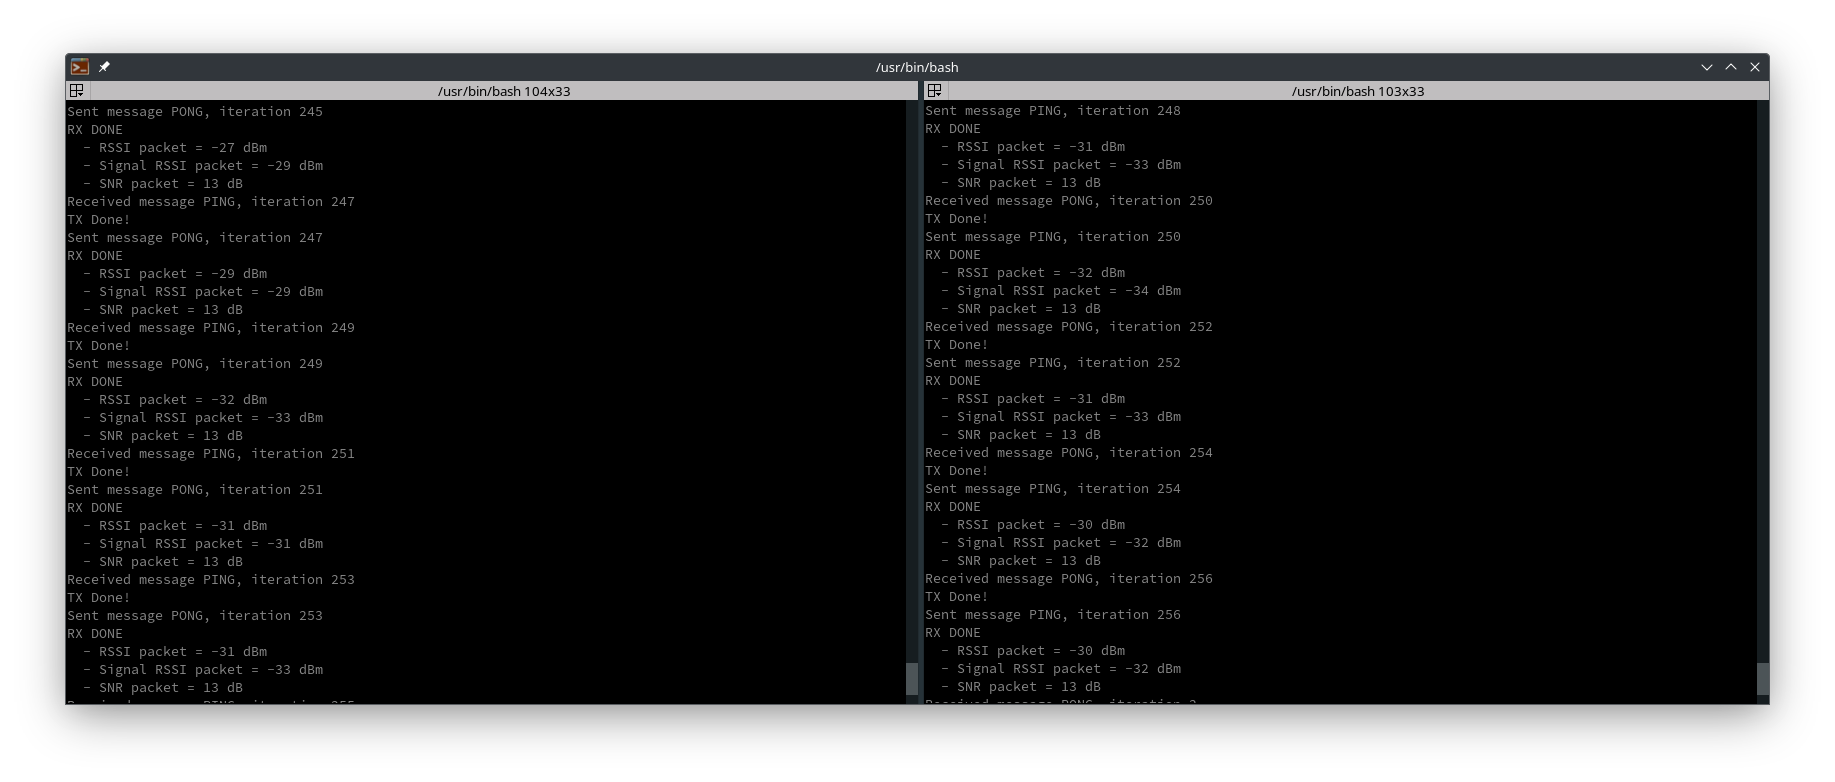 /usr/bin/bash
/usr/bin/bash 104x33
Sent message PONG, iteration 245
RX DONE
- RSSI packet = -27 dBm
- Signal RSSI packet = -29 dBm
- SNR packet = 13 dB
Received message PING, iteration 247
TX Done!
Sent message PONG, iteration 247
RX DONE
- RSSI packet = -29 dBm
- Signal RSSI packet = -29 dBm
- SNR packet = 13 dB
Received message PING, iteration 249
TX Done!
Sent message PONG, iteration 249
RX DONE
- RSSI packet = -32 dBm
- Signal RSSI packet = -33 dBm
- SNR packet = 13 dB
Received message PING, iteration 251
TX Done!
Sent message PONG, iteration 251
RX DONE
- RSSI packet = -31 dBm
- Signal RSSI packet = -31 dBm
- SNR packet = 13 dB
Received message PING, iteration 253
TX Done!
Sent message PONG, iteration 253
RX DONE
- RSSI packet = -31 dBm
- Signal RSSI packet = -33 dBm
- SNR packet = 13 dB
/usr/bin/bash 103x33
Sent message PING, iteration 248
RX DONE
- RSSI packet = -31 dBm
- Signal RSSI packet = -33 dBm
- SNR packet = 13 dB
Received message PONG, iteration 250
TX Done!
Sent message PING, iteration 250
RX DONE
- RSSI packet = -32 dBm
- Signal RSSI packet = -34 dBm
- SNR packet = 13 dB
Received message PONG, iteration 252
TX Done!
Sent message PING, iteration 252
RX DONE
- RSSI packet = -31 dBm
- Signal RSSI packet = -33 dBm
- SNR packet = 13 dB
Received message PONG, iteration 254
TX Done!
Sent message PING, iteration 254
RX DONE
- RSSI packet = -30 dBm
- Signal RSSI packet = -32 dBm
- SNR packet = 13 dB
Received message PONG, iteration 256
TX Done!
Sent message PING, iteration 256
RX DONE
- RSSI packet = -30 dBm
- Signal RSSI packet = -32 dBm
- SNR packet = 13 dB